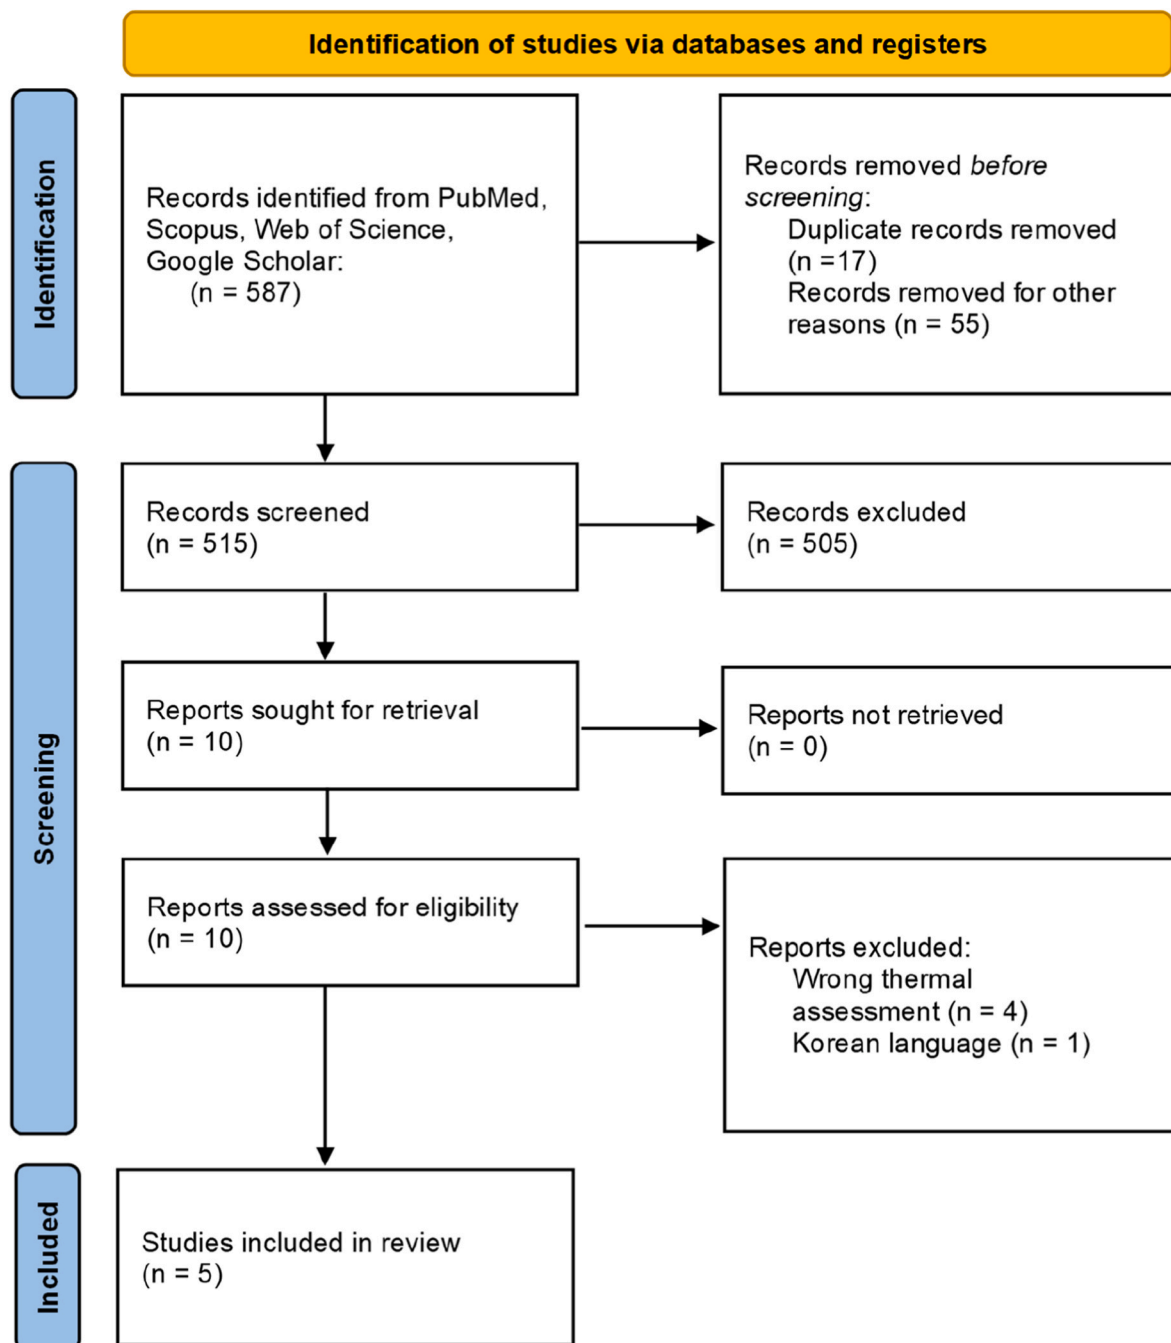 Identification of studies via databases and registers
Identification
Records identified from PubMed,
Scopus, Web of Science,
Google Scholar:
(n = 587)
Records removed before
screening:
Duplicate records removed
(n =17)
Records removed for other
reasons (n = 55)
Screening
Records screened
(n = 515)
Records excluded
(n = 505)
Reports sought for retrieval
(n = 10)
Reports not retrieved
(n = 0)
Reports assessed for eligibility
(n = 10)
Reports excluded:
Wrong thermal
assessment (n = 4)
Korean language (n = 1)
Included
Studies included in review
(n = 5)